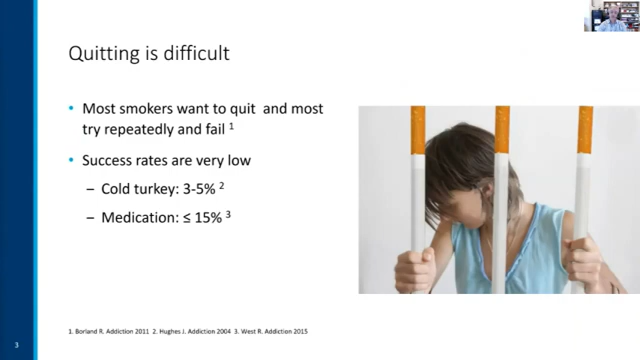 Quitting is difficult
• Most smokers want to quit and most
try repeatedly and fail 1
• Success rates are very low
– Cold turkey: 3-5% 2
– Medication: ≤ 15% 3
1. Borland R. Addiction 2011 2. Hughes J. Addiction 2004 3. West R. Addiction 2015
3